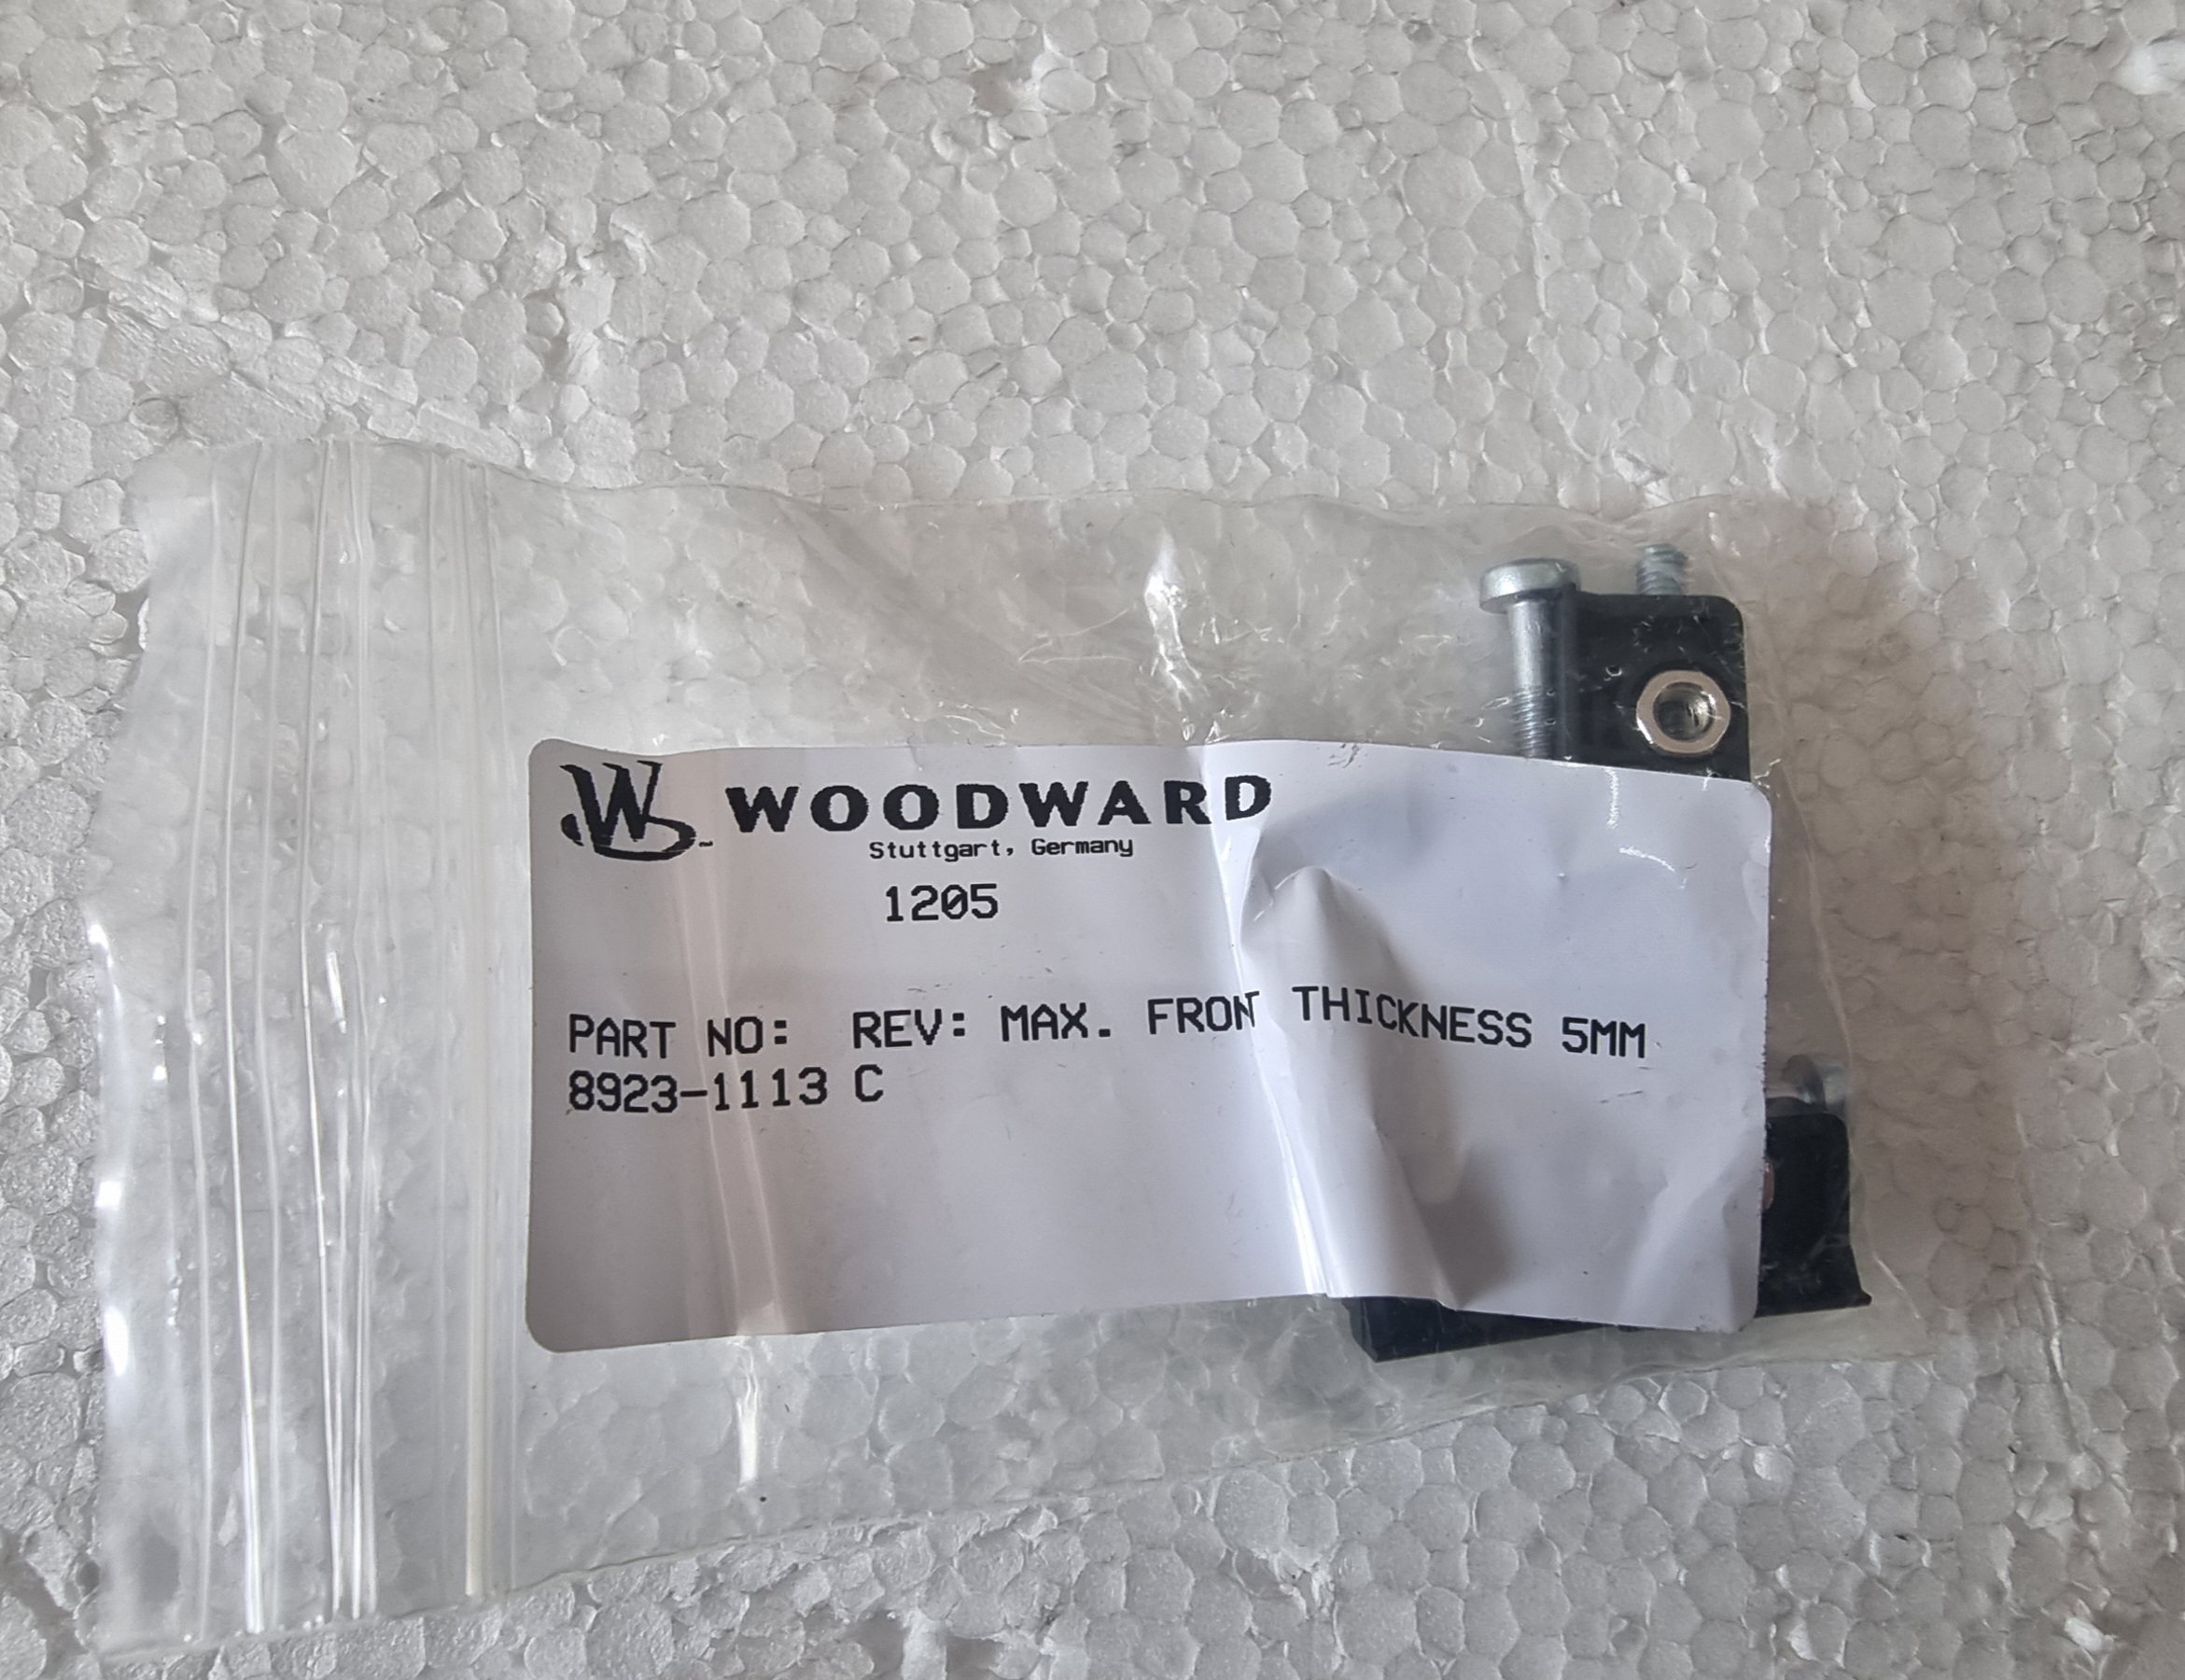 WOODWARD
Stuttgart, Germany
1205
PART NO: REV: MAX. FRONT THICKNESS 5MM
8923-1113 C